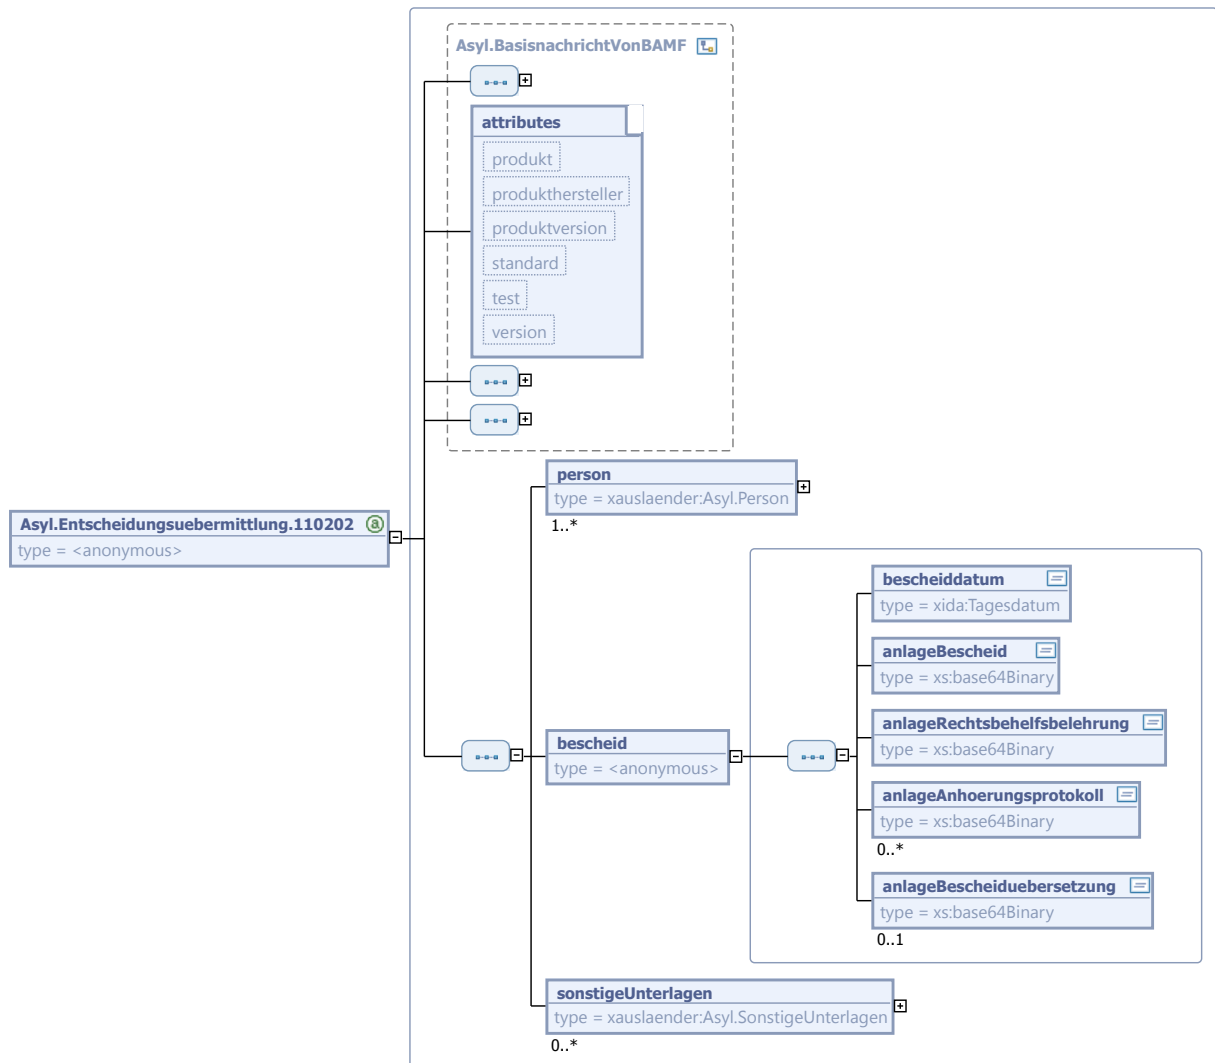 Asyl.BasisnachrichtVonBAMF
attributes
produkt
produkthersteller
produktversion
standard
test
version
person
type = xauslaender:Asyl.Person
1..*
Asyl.Entscheidungsuebermittlung.110202 a
type = <anonymous>
bescheiddatum
type = xida:Tagesdatum
anlageBescheid
type = xs:base64Binary
anlageRechtsbehelfsbelehrung
type = xs:base64Binary
bescheid
type = <anonymous>
anlageAnhoerungsprotokoll
type = xs:base64Binary
0..*
anlageBescheiduebersetzung
type = xs:base64Binary
0..1
sonstigeUnterlagen
type = xauslaender:Asyl.SonstigeUnterlagen
0..*